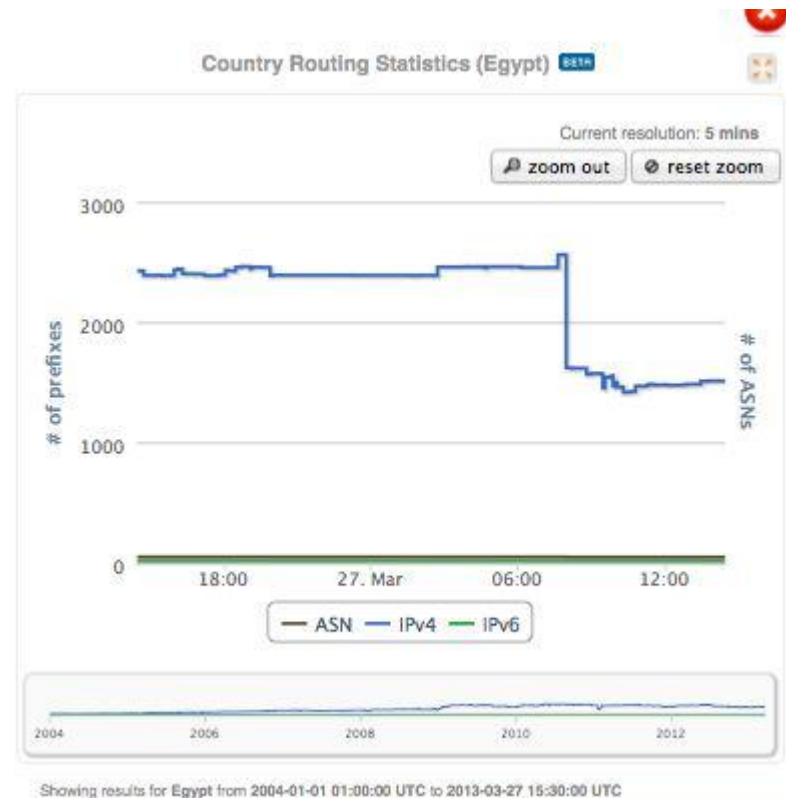 Country Routing Statistics (Egypt) BETA
Current resolution: 5 mins
zoom out reset zoom
3000
2000
1000
0
# of prefixes
# of ASNs
18:00 27. Mar 06:00 12:00
ASN IPv4 IPv6
2004 2006 2008 2010 2012
Showing results for Egypt from 2004-01-01 01:00:00 UTC to 2013-03-27 15:30:00 UTC